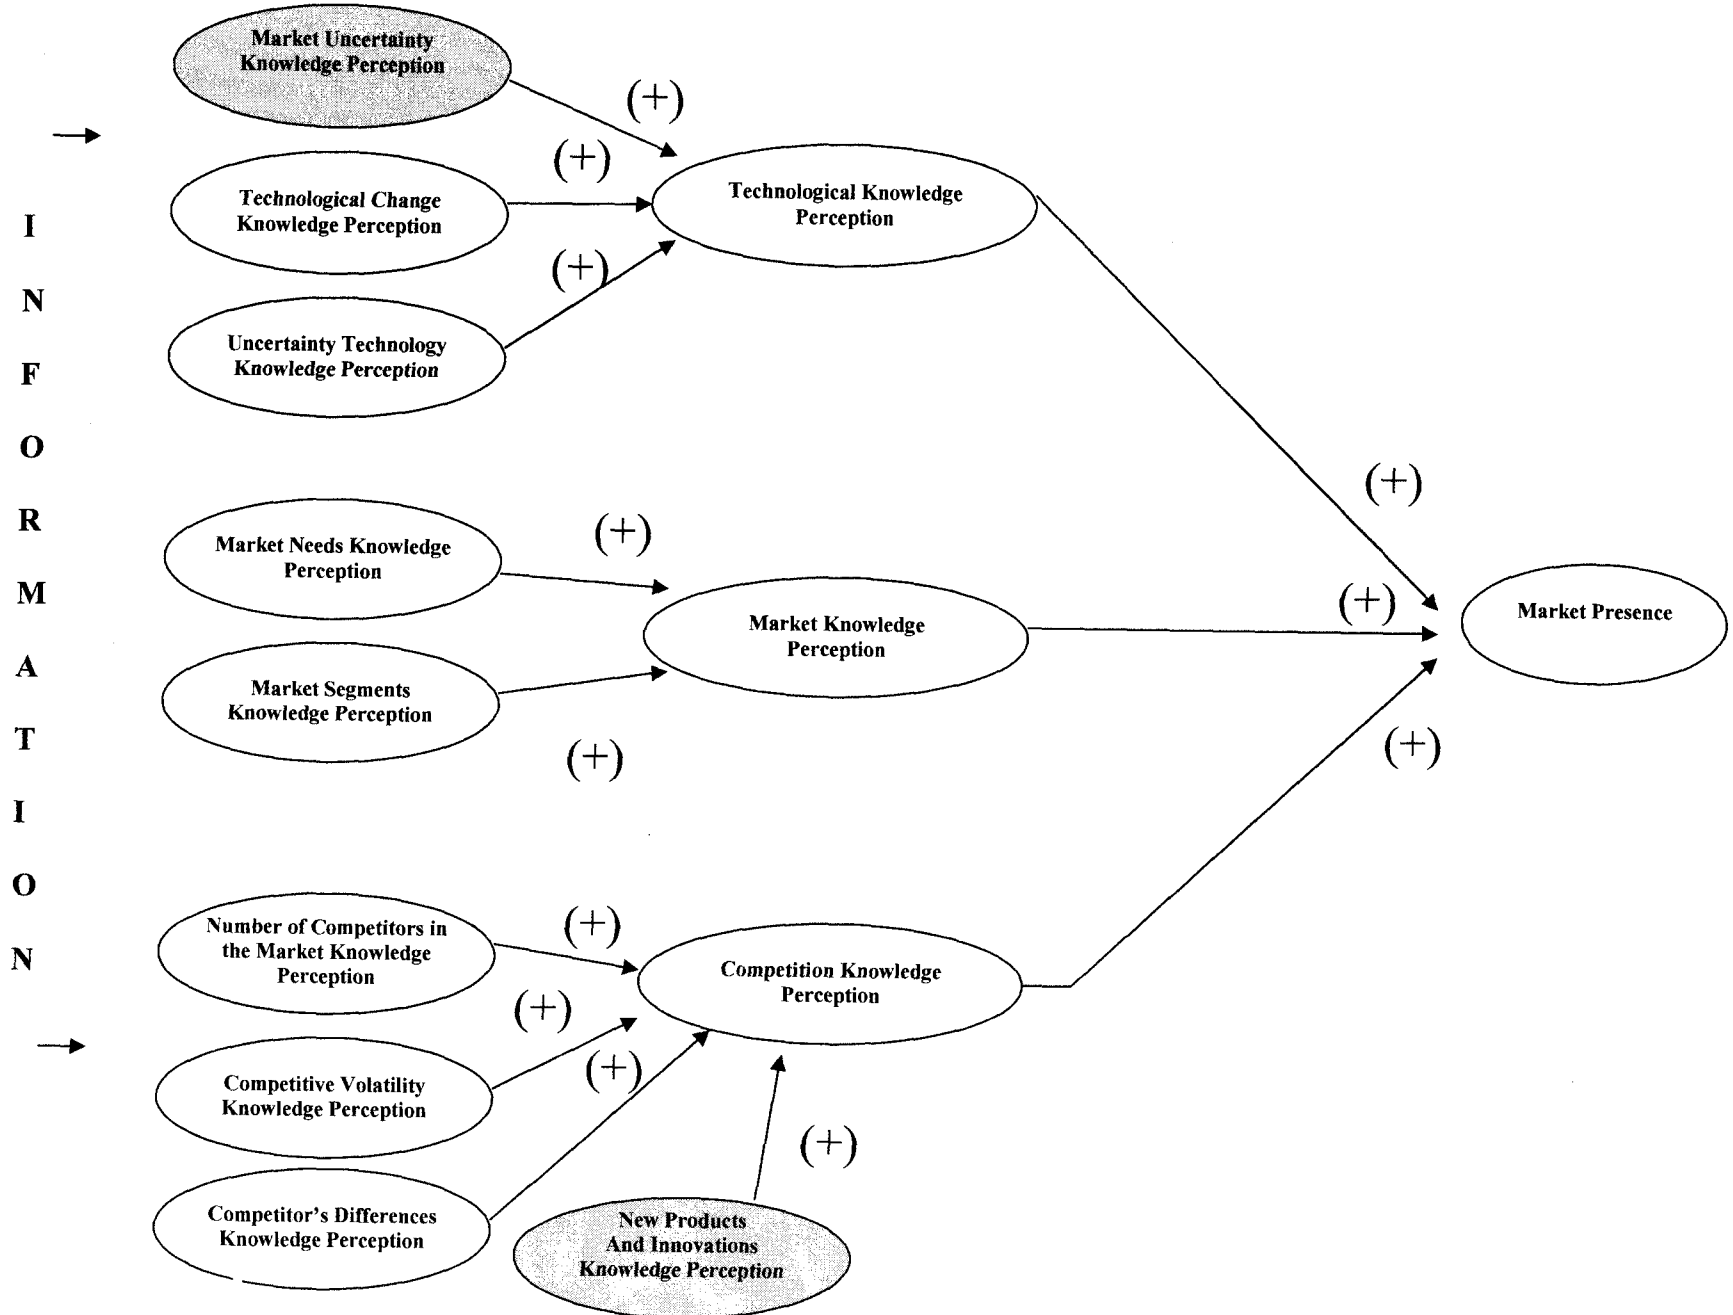 I
N
F
O
R
M
A
T
I
O
N
Market Uncertainty
Knowledge Perception
(+)
Technological Change
Knowledge Perception
(+)
Uncertainty Technology
Knowledge Perception
(+)
Technological Knowledge
Perception
(+)
Market Needs Knowledge
Perception
(+)
Market Segments
Knowledge Perception
(+)
Market Knowledge
Perception
(+)
Market Presence
Number of Competitors in
the Market Knowledge
Perception
(+)
Competitive Volatility
Knowledge Perception
(+)
Competitor's Differences
Knowledge Perception
(+)
New Products
And Innovations
Knowledge Perception
(+)
Competition Knowledge
Perception
(+)